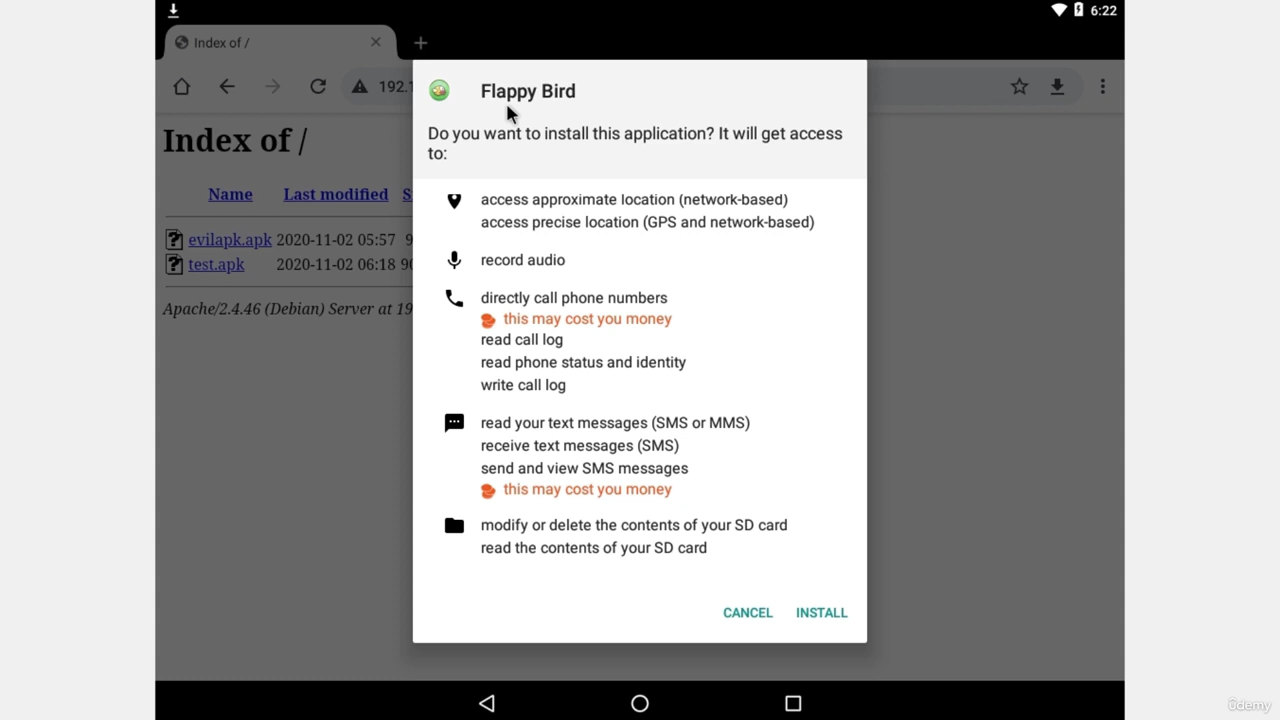 6:22
Index of /
192.1
Flappy Bird
Do you want to install this application? It will get access
to:
Index of /
Name Last modified S
evilapk.apk 2020-11-02 05:57 9
test.apk 2020-11-02 06:18 90
Apache/2.4.46 (Debian) Server at 19
access approximate location (network-based)
access precise location (GPS and network-based)
record audio
directly call phone numbers
this may cost you money
read call log
read phone status and identity
write call log
read your text messages (SMS or MMS)
receive text messages (SMS)
send and view SMS messages
this may cost you money
modify or delete the contents of your SD card
read the contents of your SD card
CANCEL INSTALL
ûdemy